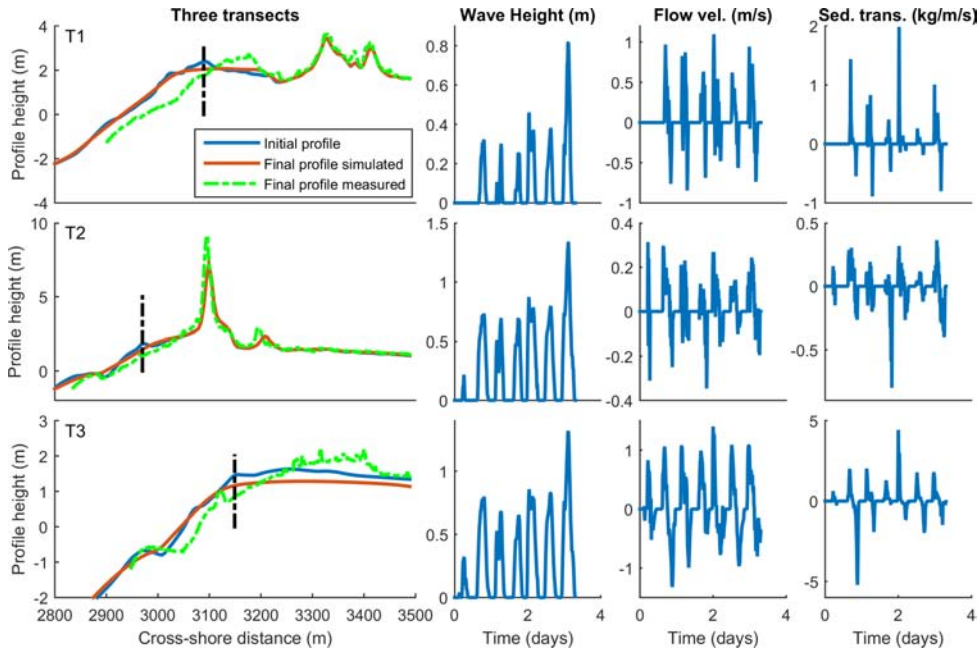 Three transects
Wave Height (m)
Flow vel. (m/s)
Sed. trans. (kg/m/s)
T1
Profile height (m)
4
2
0
-2
-4
Initial profile
Final profile simulated
Final profile measured
0.8
0.6
0.4
0.2
0
1
0.5
0
-0.5
-1
2
1
0
1
2
T2
Profile height (m)
10
5
0
1.5
1
0.5
0
0.4
0.2
0
-0.2
-0.4
0.5
0
-0.5
T3
Profile height (m)
3
2
1
0
-1
-2
2800 2900 3000 3100 3200 3300 3400 3500
Cross-shore distance (m)
1
0.5
0
0 2 4
Time (days)
1
0
-1
0 2 4
Time (days)
5
0
-5
0 2 4
Time (days)